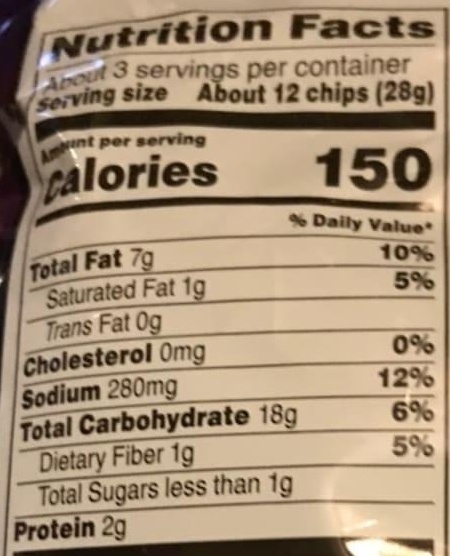 Nutrition Facts
About 3 servings per container
Serving size About 12 chips (28g)
Amount per serving
Calories 150
% Daily Value*
Total Fat 7g 10%
Saturated Fat 1g 5%
Trans Fat 0g
Cholesterol 0mg 0%
Sodium 280mg 12%
Total Carbohydrate 18g 6%
Dietary Fiber 1g 5%
Total Sugars less than 1g
Protein 2g